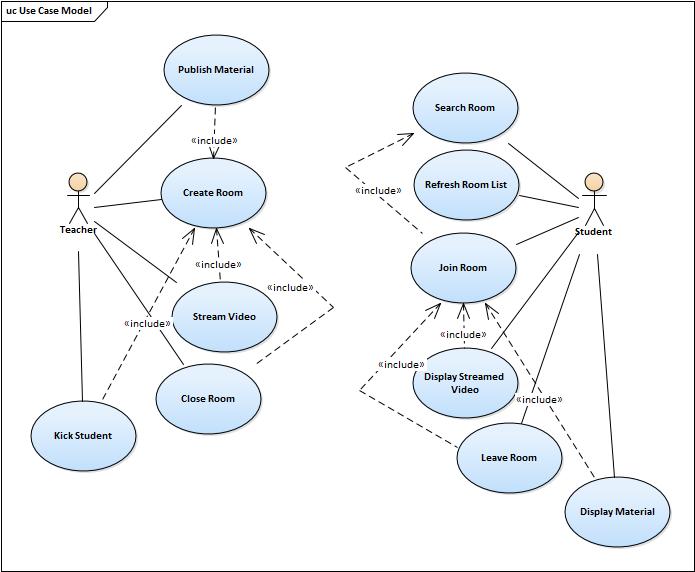 uc Use Case Model
Publish Material
Search Room
«include»
Refresh Room List
«include»
Create Room
Teacher
Student
«include»
Join Room
«include»
Stream Video
«include»
«include»
«include»
Display Streamed
Video
Close Room
«include»
Kick Student
Leave Room
Display Material